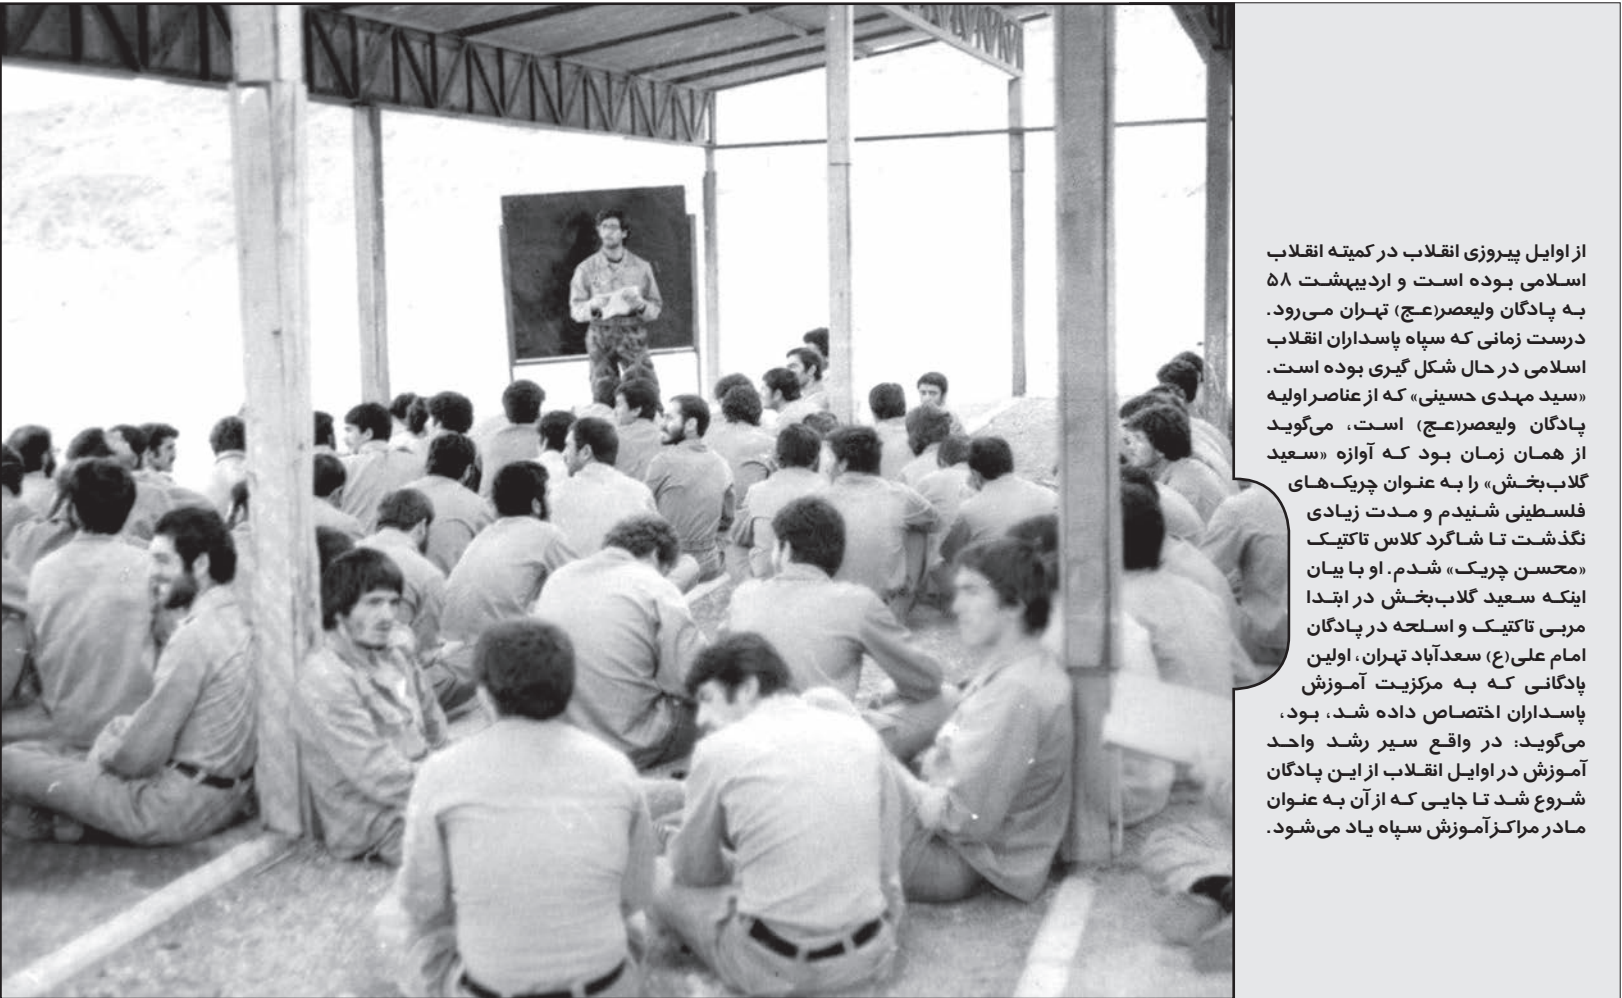 از اوایل پیروزی انقلاب در کمیته انقلاب
اسلامی بوده است و اردیبهشت ۵۸
به پادگان ولیعصر(عج) تهران می‌رود.
درست زمانی که سپاه پاسداران انقلاب
اسلامی در حال شکل گیری بوده است.
«سید مهدی حسینی» که از عناصر اولیه
پادگان ولیعصر(عج) است، می‌گوید
از همان زمان بود که آوازه «سعید
گلاب‌بخش» را به عنوان چریک‌های
فلسطینی شنیدم و مدت زیادی
نگذشت تا شاگرد کلاس تاکتیک
«محسن چریک» شدم. او با بیان
اینکه سعید گلاب‌بخش در ابتدا
مربی تاکتیک و اسلحه در پادگان
امام علی(ع) سعدآباد تهران، اولین
پادگانی که به مرکزیت آموزش
پاسداران اختصاص داده شد، بود،
می‌گوید: در واقع سیر رشد واحد
آموزش در اوایل انقلاب از این پادگان
شروع شد تا جایی که از آن به عنوان
مادر مراکز آموزش سپاه یاد می‌شود.